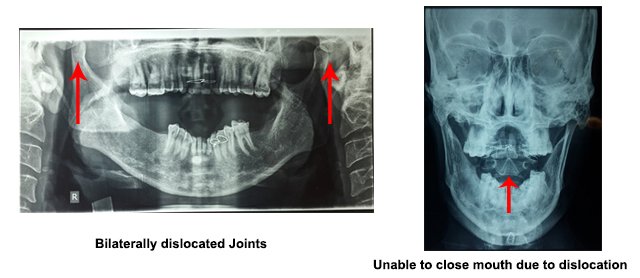 R
Bilaterally dislocated Joints
Unable to close mouth due to dislocation